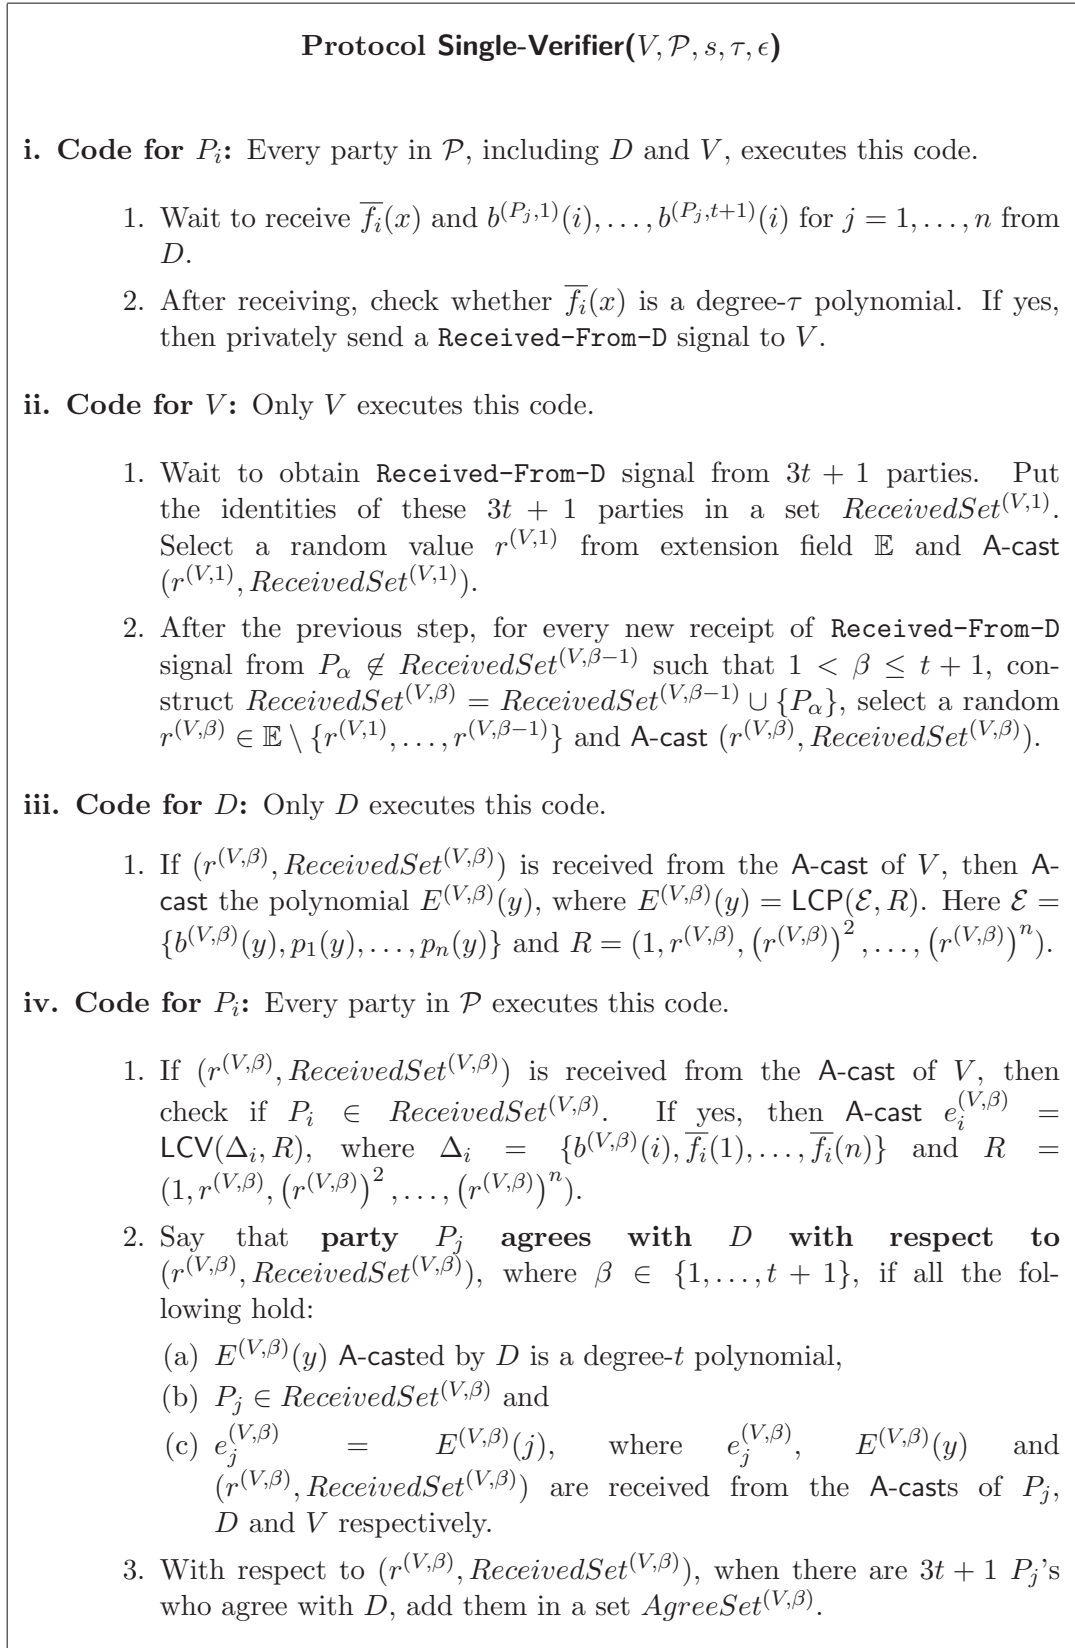 Protocol Single-Verifier(V, 𝒫, s, τ, ϵ)
i. Code for P_i: Every party in 𝒫, including D and V, executes this code.
1. Wait to receive \overline{f_i}(x) and b^{(P_j,1)}(i), . . . , b^{(P_j,t+1)}(i) for j = 1, . . . , n from
D.
2. After receiving, check whether \overline{f_i}(x) is a degree-τ polynomial. If yes,
then privately send a Received-From-D signal to V.
ii. Code for V: Only V executes this code.
1. Wait to obtain Received-From-D signal from 3t + 1 parties. Put
the identities of these 3t + 1 parties in a set ReceivedSet^{(V,1)}.
Select a random value r^{(V,1)} from extension field 𝔼 and A-cast
(r^{(V,1)}, ReceivedSet^{(V,1)}).
2. After the previous step, for every new receipt of Received-From-D
signal from P_α ∉ ReceivedSet^{(V,β−1)} such that 1 < β ≤ t + 1, con-
struct ReceivedSet^{(V,β)} = ReceivedSet^{(V,β−1)} ∪ {P_α}, select a random
r^{(V,β)} ∈ 𝔼 \ {r^{(V,1)}, . . . , r^{(V,β−1)}} and A-cast (r^{(V,β)}, ReceivedSet^{(V,β)}).
iii. Code for D: Only D executes this code.
1. If (r^{(V,β)}, ReceivedSet^{(V,β)}) is received from the A-cast of V, then A-
cast the polynomial E^{(V,β)}(y), where E^{(V,β)}(y) = LCP(ℰ, R). Here ℰ =
{b^{(V,β)}(y), p_1(y), . . . , p_n(y)} and R = (1, r^{(V,β)}, (r^{(V,β)})^2, . . . , (r^{(V,β)})^n).
iv. Code for P_i: Every party in 𝒫 executes this code.
1. If (r^{(V,β)}, ReceivedSet^{(V,β)}) is received from the A-cast of V, then
check if P_i ∈ ReceivedSet^{(V,β)}. If yes, then A-cast e_i^{(V,β)} =
LCV(Δ_i, R), where Δ_i = {b^{(V,β)}(i), \overline{f_i}(1), . . . , \overline{f_i}(n)} and R =
(1, r^{(V,β)}, (r^{(V,β)})^2, . . . , (r^{(V,β)})^n).
2. Say that party P_j agrees with D with respect to
(r^{(V,β)}, ReceivedSet^{(V,β)}), where β ∈ {1, . . . , t + 1}, if all the fol-
lowing hold:
(a) E^{(V,β)}(y) A-casted by D is a degree-t polynomial,
(b) P_j ∈ ReceivedSet^{(V,β)} and
(c) e_j^{(V,β)} = E^{(V,β)}(j), where e_j^{(V,β)}, E^{(V,β)}(y) and
(r^{(V,β)}, ReceivedSet^{(V,β)}) are received from the A-casts of P_j,
D and V respectively.
3. With respect to (r^{(V,β)}, ReceivedSet^{(V,β)}), when there are 3t + 1 P_j's
who agree with D, add them in a set AgreeSet^{(V,β)}.